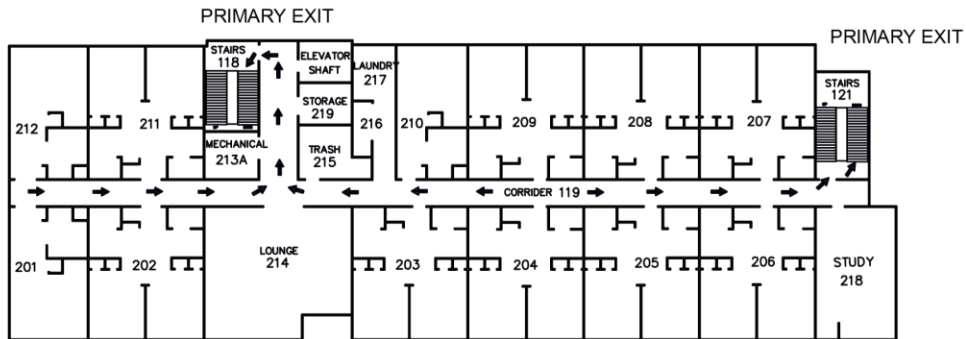 PRIMARY EXIT
PRIMARY EXIT
STAIRS
118
ELEVATOR
SHAFT
LAUNDRY
217
STAIRS
121
STORAGE
219
212
211
216
210
209
208
207
MECHANICAL
213A
TRASH
215
CORRIDER 119
LOUNGE
214
201
202
203
204
205
206
STUDY
218